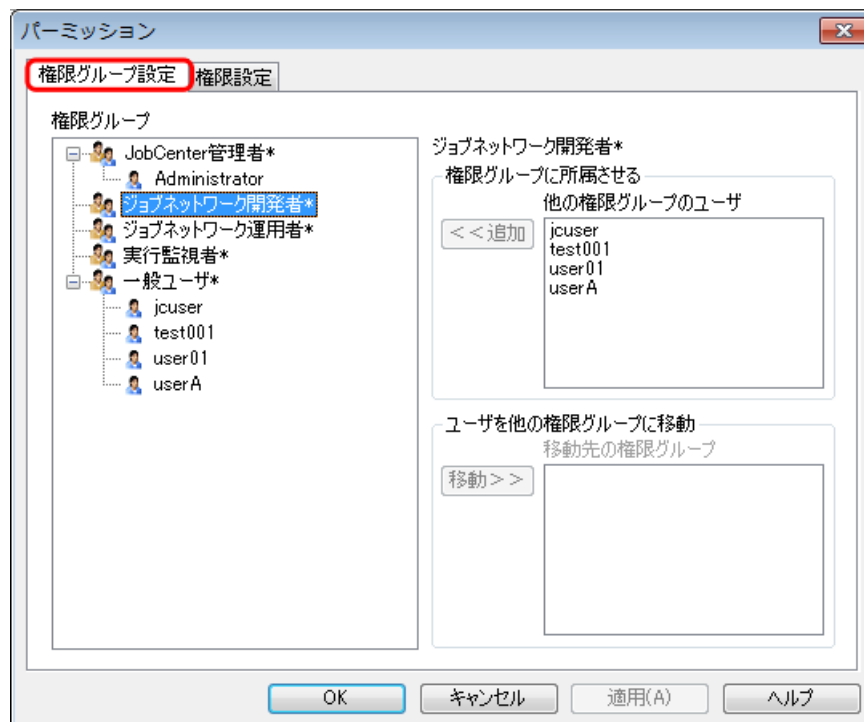 パーミッション
権限グループ設定
権限設定
権限グループ
JobCenter管理者*
Administrator
ジョブネットワーク開発者*
ジョブネットワーク運用者*
実行監視者*
一般ユーザ*
jcuser
test001
user01
userA
ジョブネットワーク開発者*
権限グループに所属させる
他の権限グループのユーザ
<<追加
jcuser
test001
user01
userA
ユーザを他の権限グループに移動
移動先の権限グループ
移動>>
OK
キャンセル
適用(A)
ヘルプ